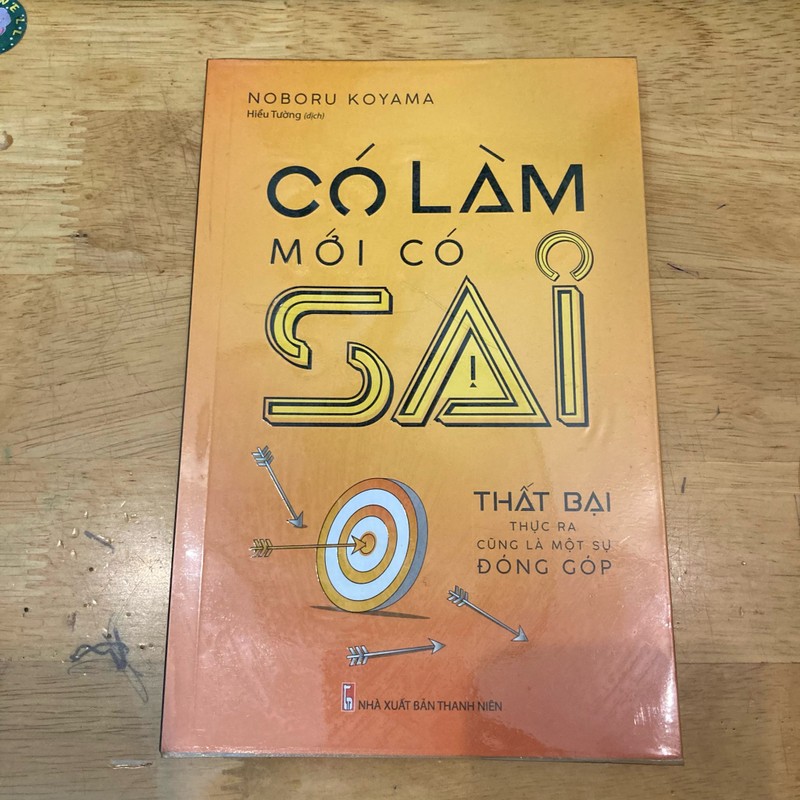 NOBORU KOYAMA
Hiểu Tường (dịch)
CÓ LÀM
MỚI CÓ
SAI
!
THẤT BẠI
THỰC RA
CŨNG LÀ MỘT SỰ
ĐÓNG GÓP
NHÀ XUẤT BẢN THANH NIÊN